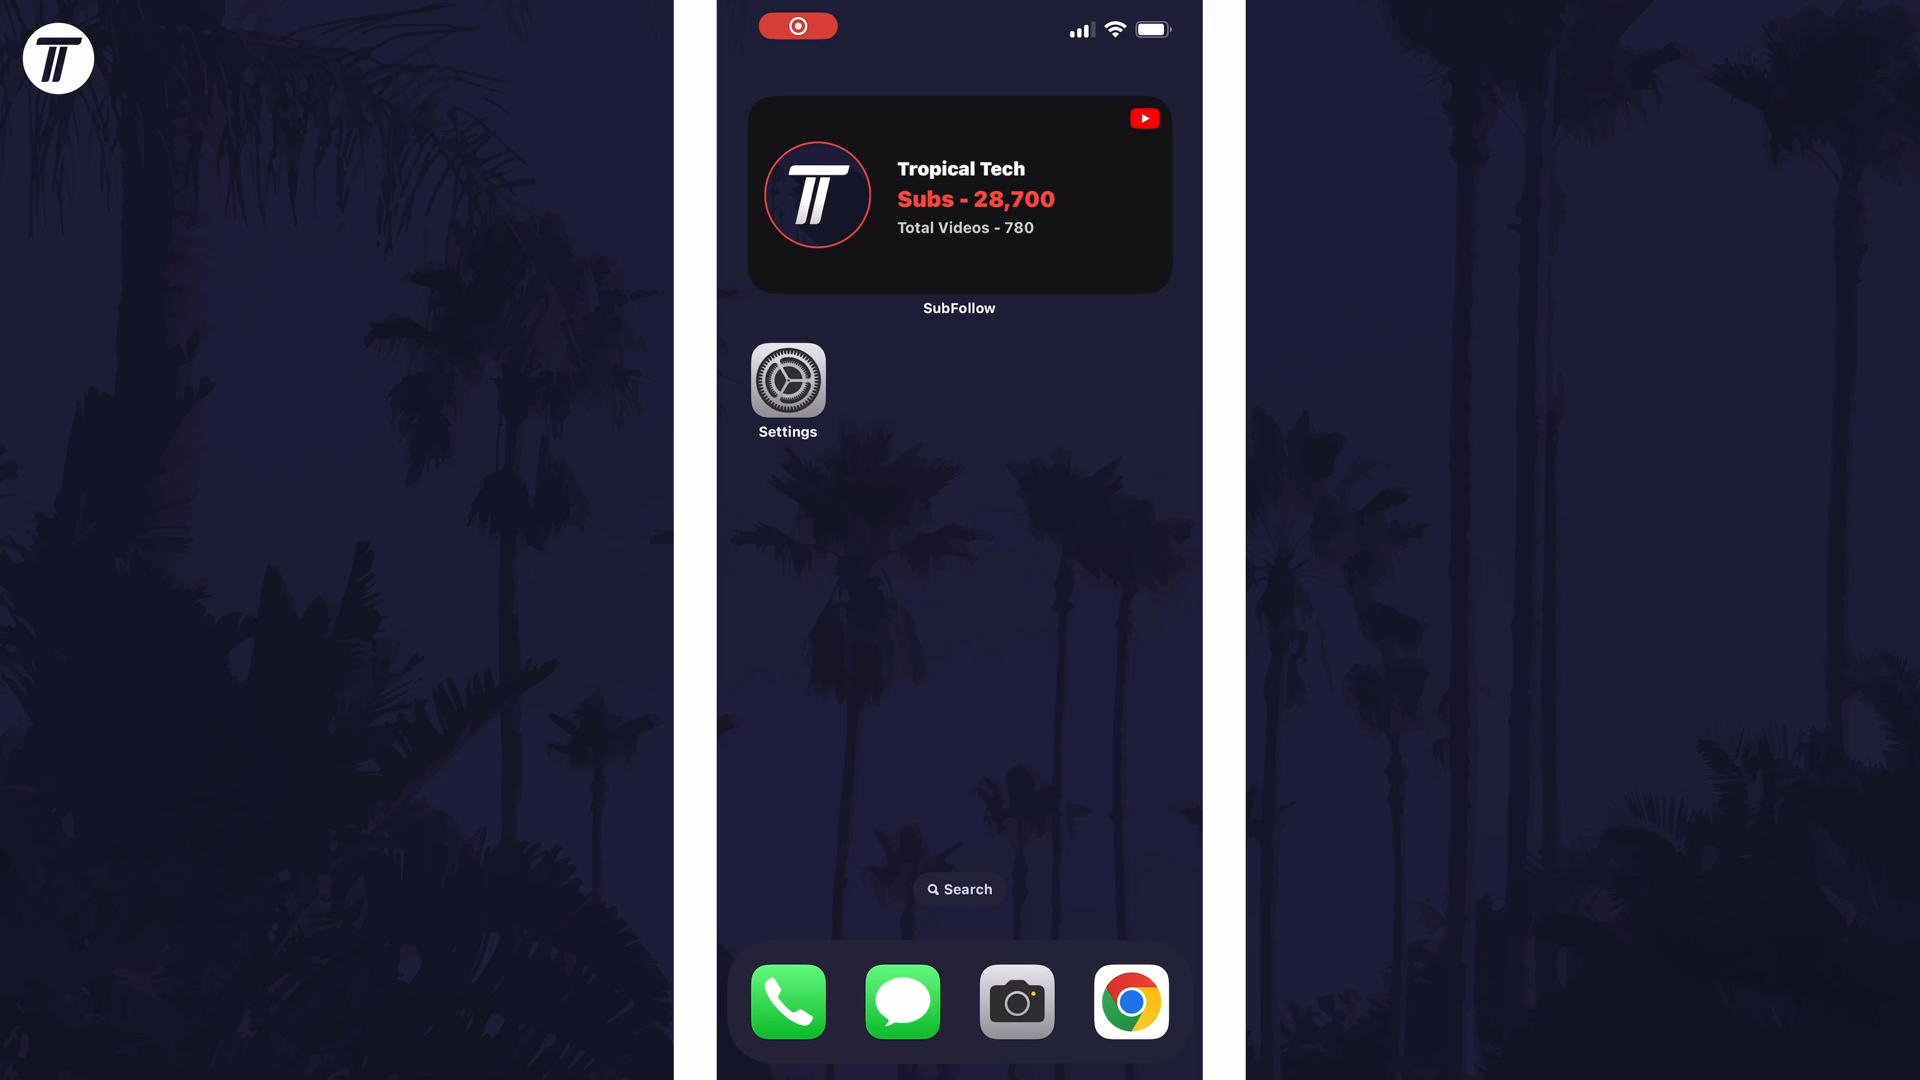 Tropical Tech
Subs - 28,700
Total Videos - 780
SubFollow
Settings
Search